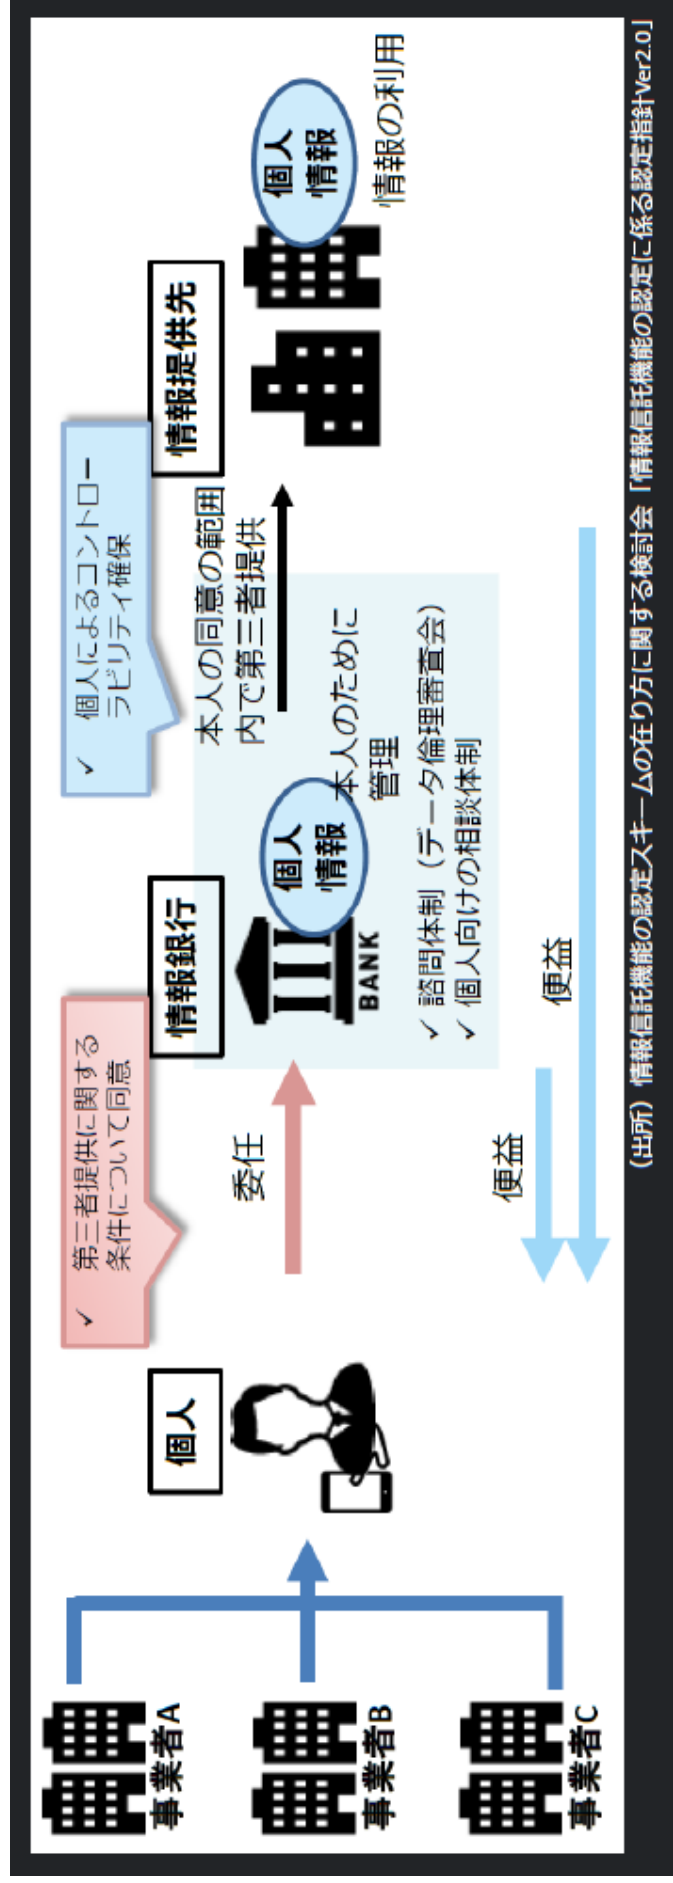 事業者A
事業者B
事業者C
個人
✓ 第三者提供に関する
条件について同意
委任
情報銀行
BANK
個人
情報
本人のために
管理
✓ 諮問体制（データ倫理審査会）
✓ 個人向けの相談体制
✓ 個人によるコントロー
ラビリティ確保
本人の同意の範囲
内で第三者提供
情報提供先
個人
情報
情報の利用
便益
便益
（出所）情報信託機能の認定スキームの在り方に関する検討会「情報信託機能の認定に係る認定指針Ver2.0」